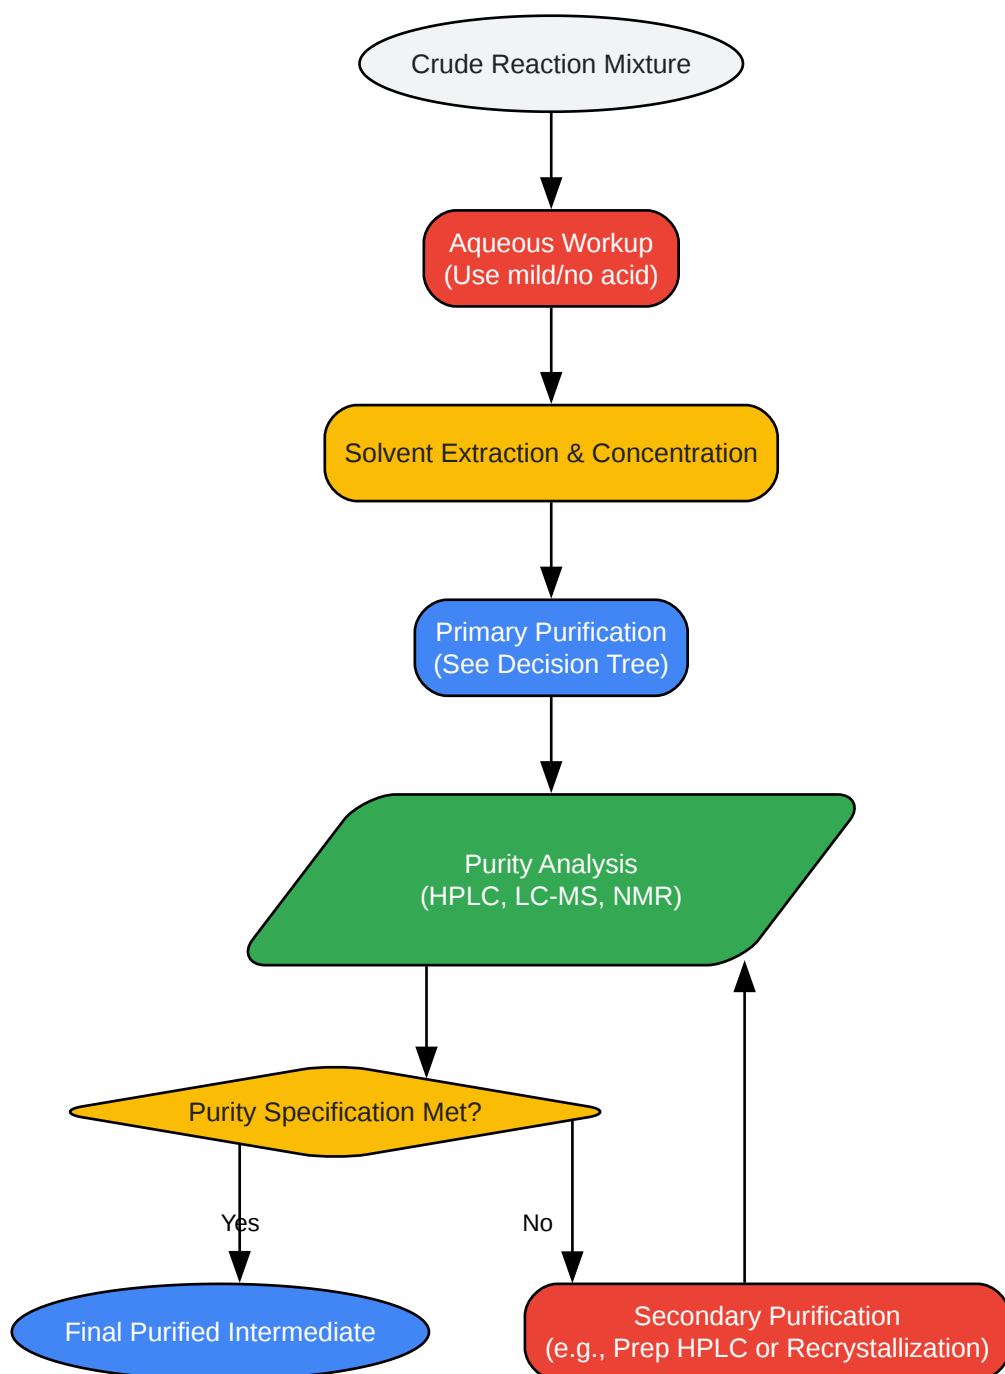 Crude Reaction Mixture
Aqueous Workup
(Use mild/no acid)
Solvent Extraction & Concentration
Primary Purification
(See Decision Tree)
Purity Analysis
(HPLC, LC-MS, NMR)
Purity Specification Met?
Yes
No
Final Purified Intermediate
Secondary Purification
(e.g., Prep HPLC or Recrystallization)